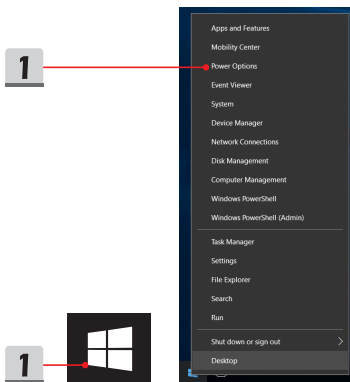 Apps and Features
Mobility Center
1
Power Options
Event Viewer
System
Device Manager
Network Connections
Disk Management
Computer Management
Windows PowerShell
Windows PowerShell (Admin)
Task Manager
Settings
File Explorer
Search
Run
Shut down or sign out
1
Desktop